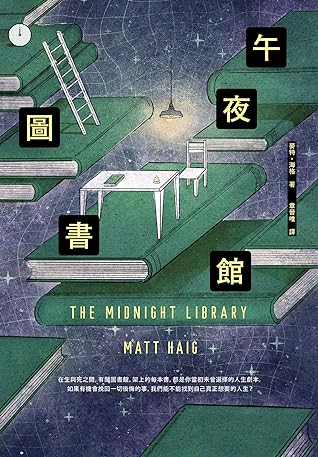 午夜
圖書館
麥特・海格 著
章晉唯 譯
THE MIDNIGHT LIBRARY
MATT HAIG
在生與死之間，有間圖書館，架上的每本書，都是你當初未曾選擇的人生劇本。
如果有機會挽回一切後悔的事，我們能不能找到自己真正想要的人生？